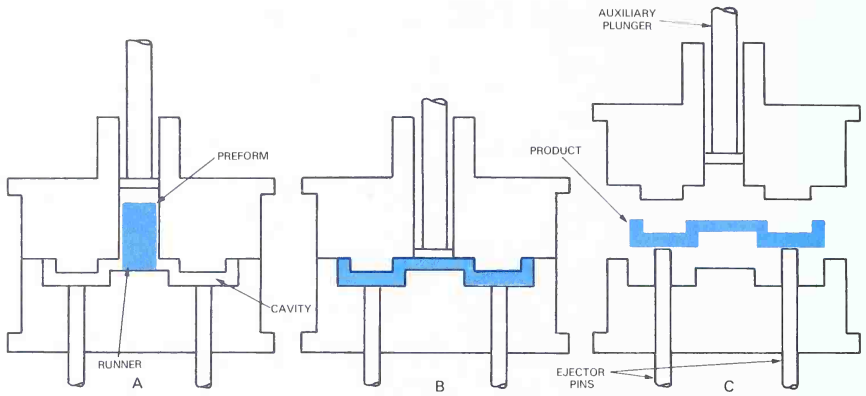 PREFORM
CAVITY
RUNNER
A
B
AUXILIARY
PLUNGER
PRODUCT
EJECTOR
PINS
C